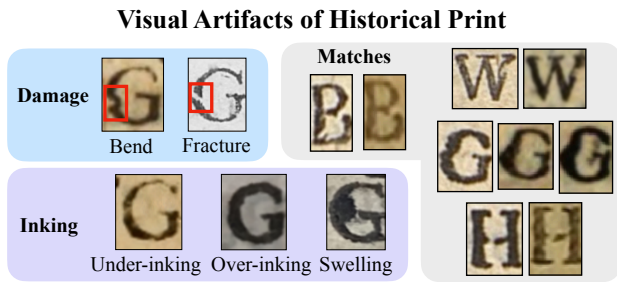 Visual Artifacts of Historical Print
Damage
G
G
Bend
Fracture
Matches
B
B
W
W
G
G
G
H
H
Inking
G
G
G
Under-inking
Over-inking
Swelling